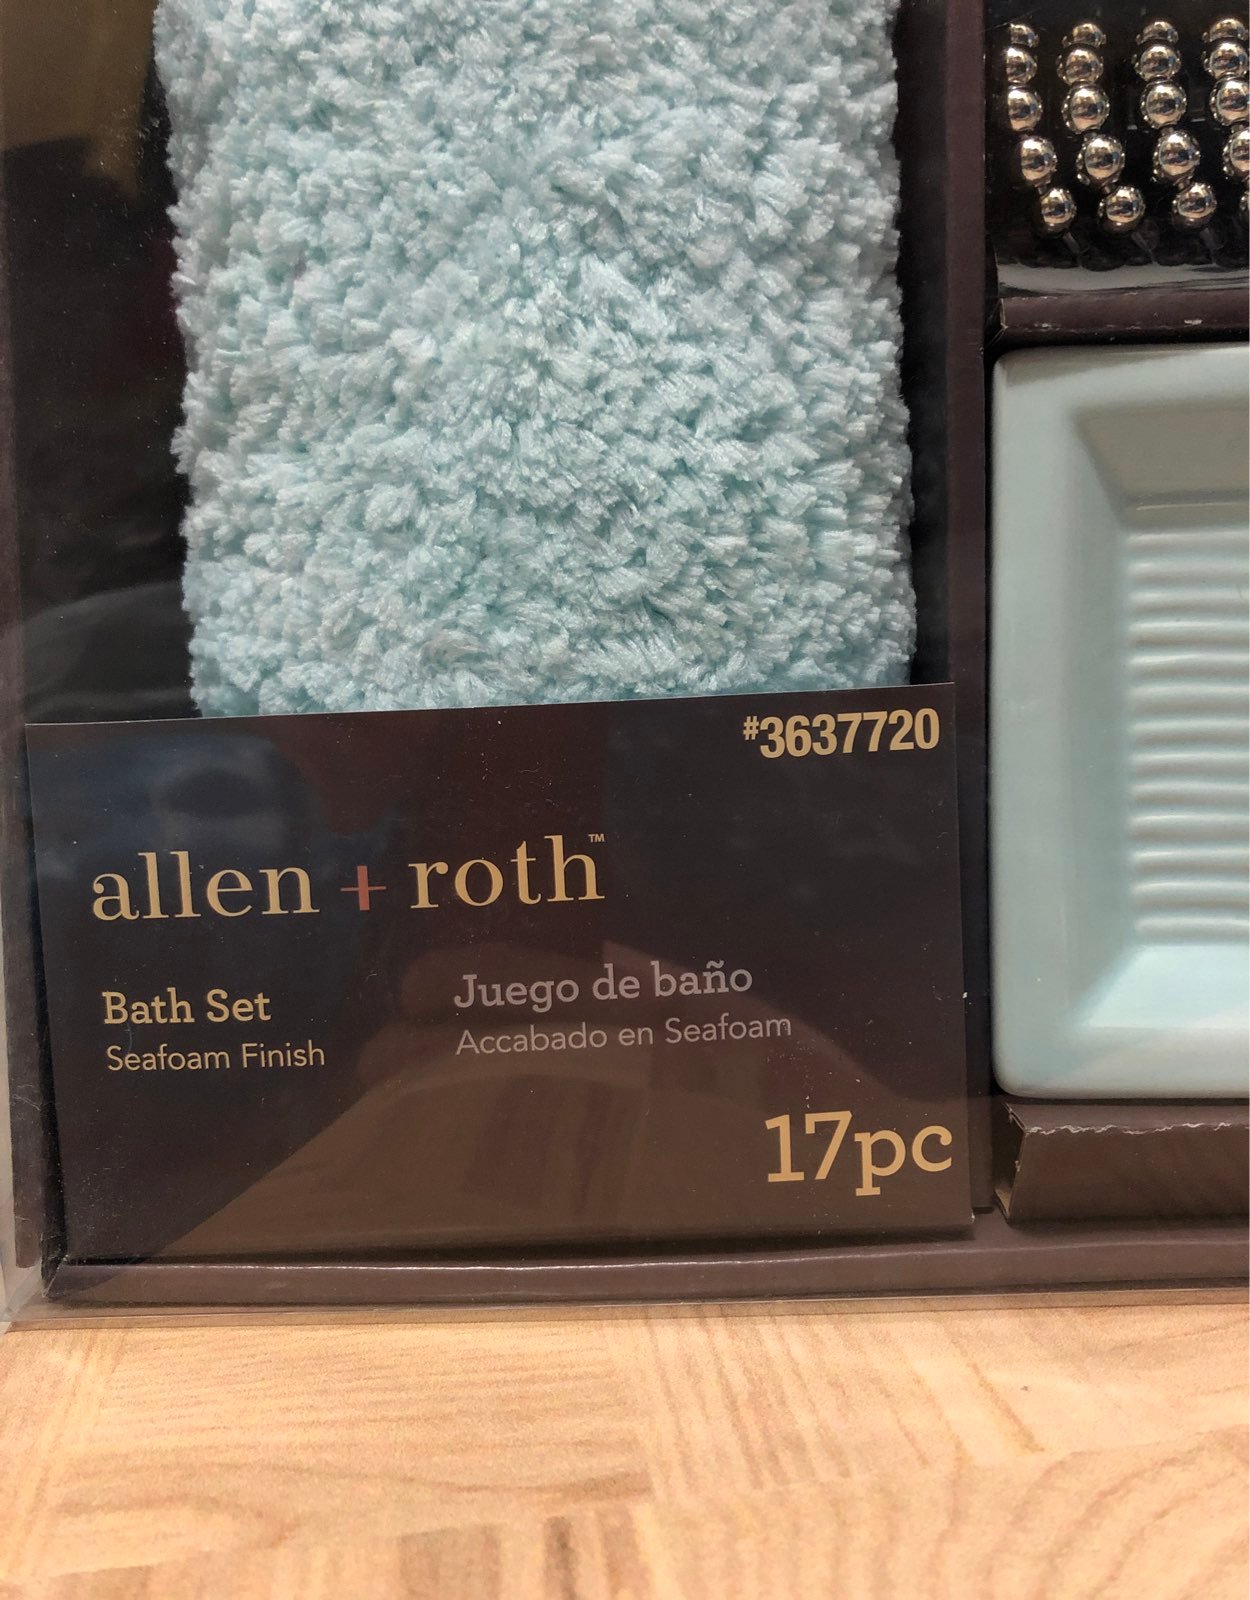 #3637720
allen + roth™
Bath Set
Seafoam Finish
Juego de baño
Accabado en Seafoam
17pc